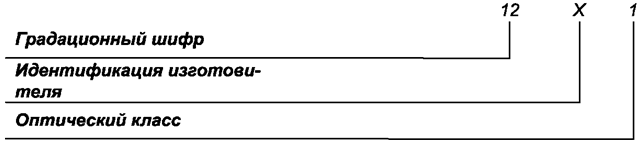 12 X 1
Градационный шифр
Идентификация изготови-
теля
Оптический класс